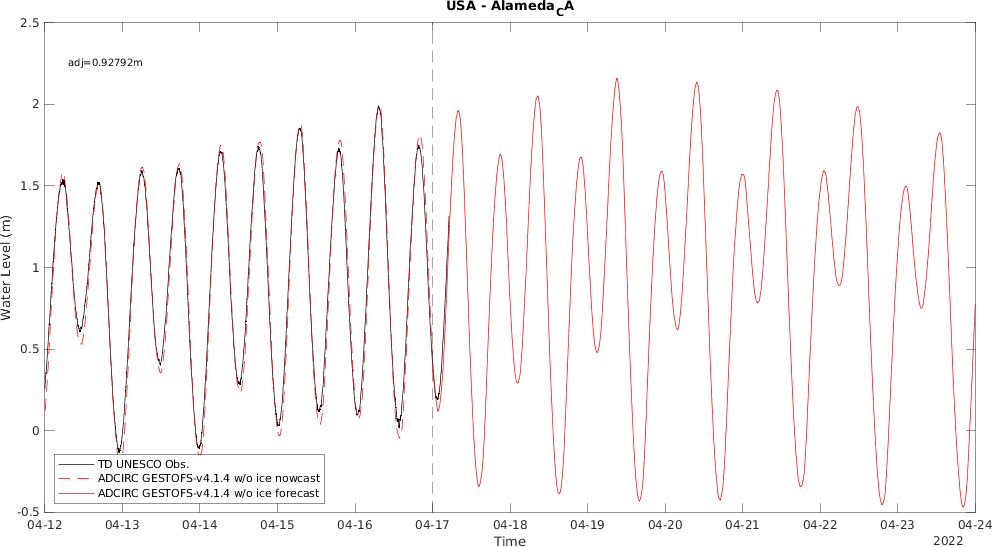 USA - Alameda_CA
2.5
adj=0.92792m
2
1.5
1
0.5
0
-0.5
Water Level (m)
TD UNESCO Obs.
ADCIRC GESTOFS-v4.1.4 w/o ice nowcast
ADCIRC GESTOFS-v4.1.4 w/o ice forecast
04-12 04-13 04-14 04-15 04-16 04-17 04-18 04-19 04-20 04-21 04-22 04-23 04-24
Time
2022